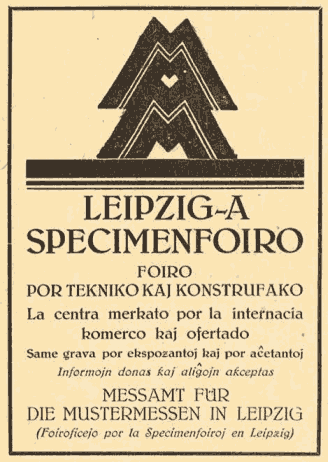 LEIPZIG-A
SPECIMENFOIRO
FOIRO
POR TEKNIKO KAJ KONSTRUFAKO
La centra merkato por la internacia
komerco kaj ofertado
Same grava por ekspozantoj kaj por aĉetantoj
Informojn donas kaj aliĝojn akceptas
MESSAMT FÜR
DIE MUSTERMESSEN IN LEIPZIG
(Foiroficejo por la Specimenfoiroj en Leipzig)